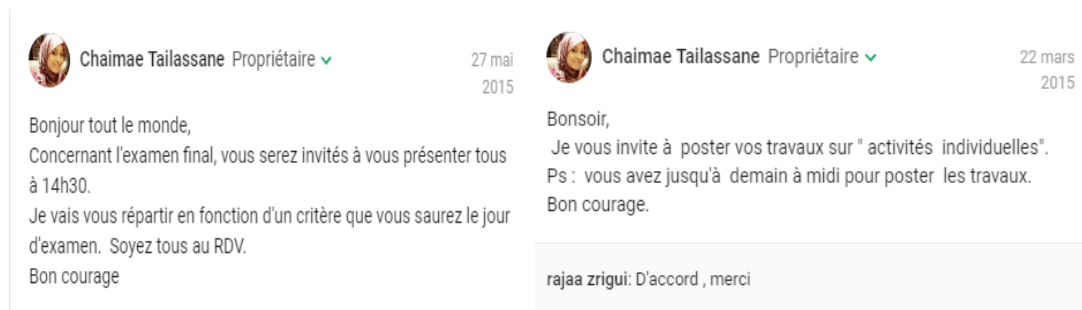 Chaimae Tailassane Propriétaire
27 mai
2015
Bonjour tout le monde,
Concernant l'examen final, vous serez invités à vous présenter tous
à 14h30.
Je vais vous répartir en fonction d'un critère que vous saurez le jour
d'examen. Soyez tous au RDV.
Bon courage
Chaimae Tailassane Propriétaire
22 mars
2015
Bonsoir,
Je vous invite à poster vos travaux sur " activités individuelles".
Ps : vous avez jusqu'à demain à midi pour poster les travaux.
Bon courage.
rajaa zrigui: D'accord , merci